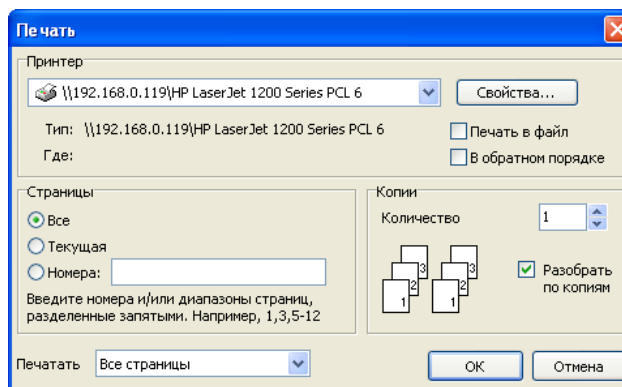 Печать
Принтер
\\192.168.0.119\HP LaserJet 1200 Series PCL 6
Свойства...
Тип: \\192.168.0.119\HP LaserJet 1200 Series PCL 6
Печать в файл
Где:
В обратном порядке
Страницы
Все
Текущая
Номера:
Введите номера и/или диапазоны страниц,
разделенные запятыми. Например, 1,3,5-12
Копии
Количество
1
1 2 3 1 2 3
Разобрать
по копиям
Печатать
Все страницы
ОК
Отмена